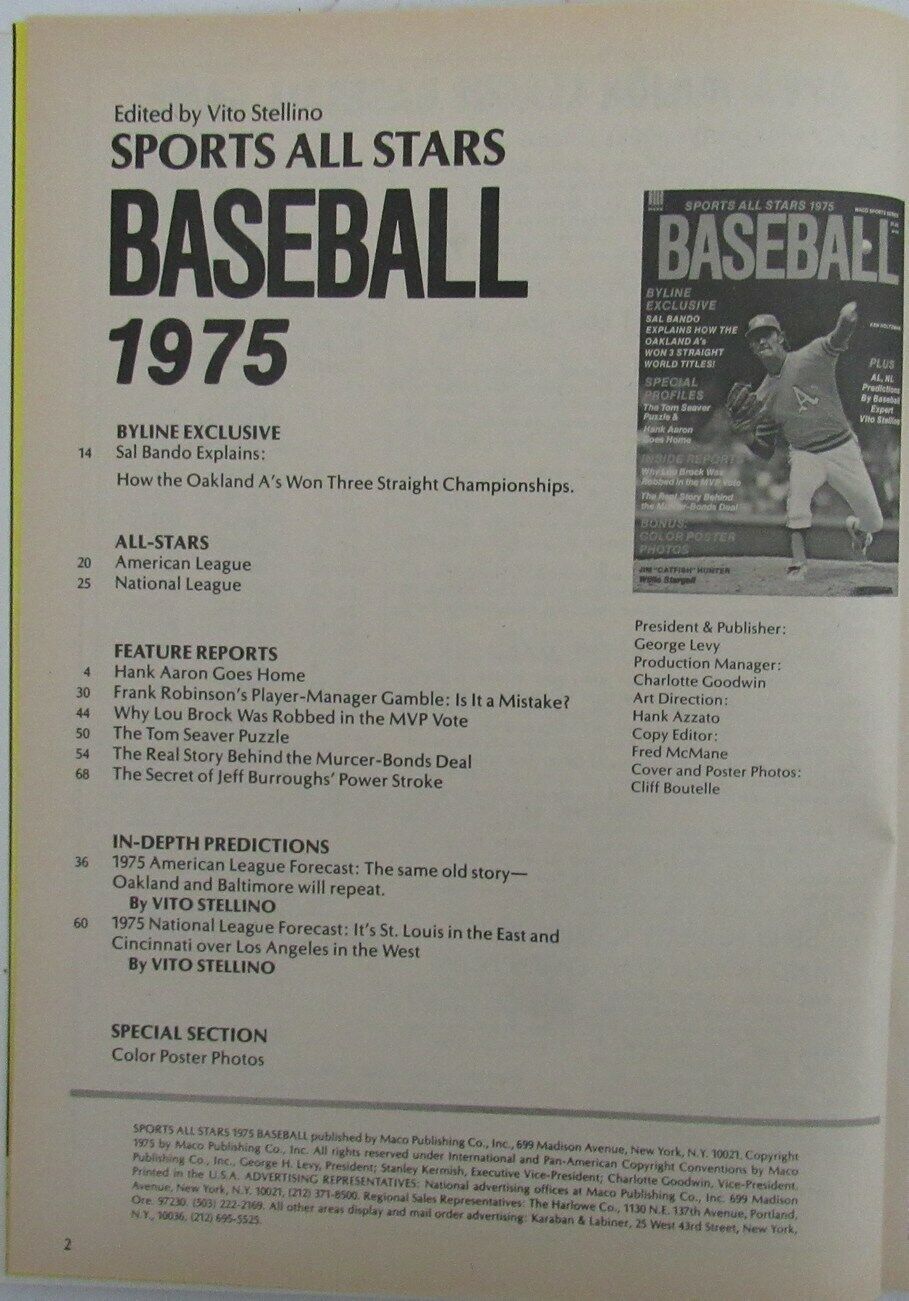 Edited by Vito Stellino
SPORTS ALL STARS
BASEBALL
1975
BYLINE EXCLUSIVE
14 Sal Bando Explains:
How the Oakland A's Won Three Straight Championships.
ALL-STARS
20 American League
25 National League
FEATURE REPORTS
4 Hank Aaron Goes Home
30 Frank Robinson's Player-Manager Gamble: Is It a Mistake?
44 Why Lou Brock Was Robbed in the MVP Vote
50 The Tom Seaver Puzzle
54 The Real Story Behind the Murcer-Bonds Deal
68 The Secret of Jeff Burroughs' Power Stroke
IN-DEPTH PREDICTIONS
36 1975 American League Forecast: The same old story—
Oakland and Baltimore will repeat.
By VITO STELLINO
60 1975 National League Forecast: It's St. Louis in the East and
Cincinnati over Los Angeles in the West
By VITO STELLINO
SPECIAL SECTION
Color Poster Photos
SPORTS ALL STARS 1975
MACO SPORTS SERIES
BASEBALL
BYLINE
EXCLUSIVE
SAL BANDO
EXPLAINS HOW THE
OAKLAND A's
WON 3 STRAIGHT
WORLD TITLES!
SPECIAL
PROFILES
The Tom Seaver
Puzzle &
Hank Aaron
Goes Home
INSIDE REPORT
Why Lou Brock Was
Robbed in the MVP Vote
The Real Story Behind
the Murcer-Bonds Deal
BONUS:
COLOR POSTER
PHOTOS
JIM "CATFISH" HUNTER
Willie Stargell
KEN HOLTZMAN
PLUS
AL, NL
Predictions
By Baseball
Expert
Vito Stellino
A's
President & Publisher:
George Levy
Production Manager:
Charlotte Goodwin
Art Direction:
Hank Azzato
Copy Editor:
Fred McMane
Cover and Poster Photos:
Cliff Boutelle
SPORTS ALL STARS 1975 BASEBALL published by Maco Publishing Co., Inc., 699 Madison Avenue, New York, N.Y. 10021. Copyright
1975 by Maco Publishing Co., Inc. All rights reserved under International and Pan-American Copyright Conventions by Maco
Publishing Co., Inc., George H. Levy, President; Stanley Kermish, Executive Vice-President; Charlotte Goodwin, Vice-President.
Printed in the U.S.A. ADVERTISING REPRESENTATIVES: National advertising offices at Maco Publishing Co., Inc. 699 Madison
Avenue, New York, N.Y. 10021, (212) 371-8500. Regional Sales Representatives: The Harlowe Co., 1130 N.E. 137th Avenue, Portland,
Ore. 97230. (503) 222-2169. All other areas display and mail order advertising: Karaban & Labiner, 25 West 43rd Street, New York,
N.Y., 10036, (212) 695-5525.
2